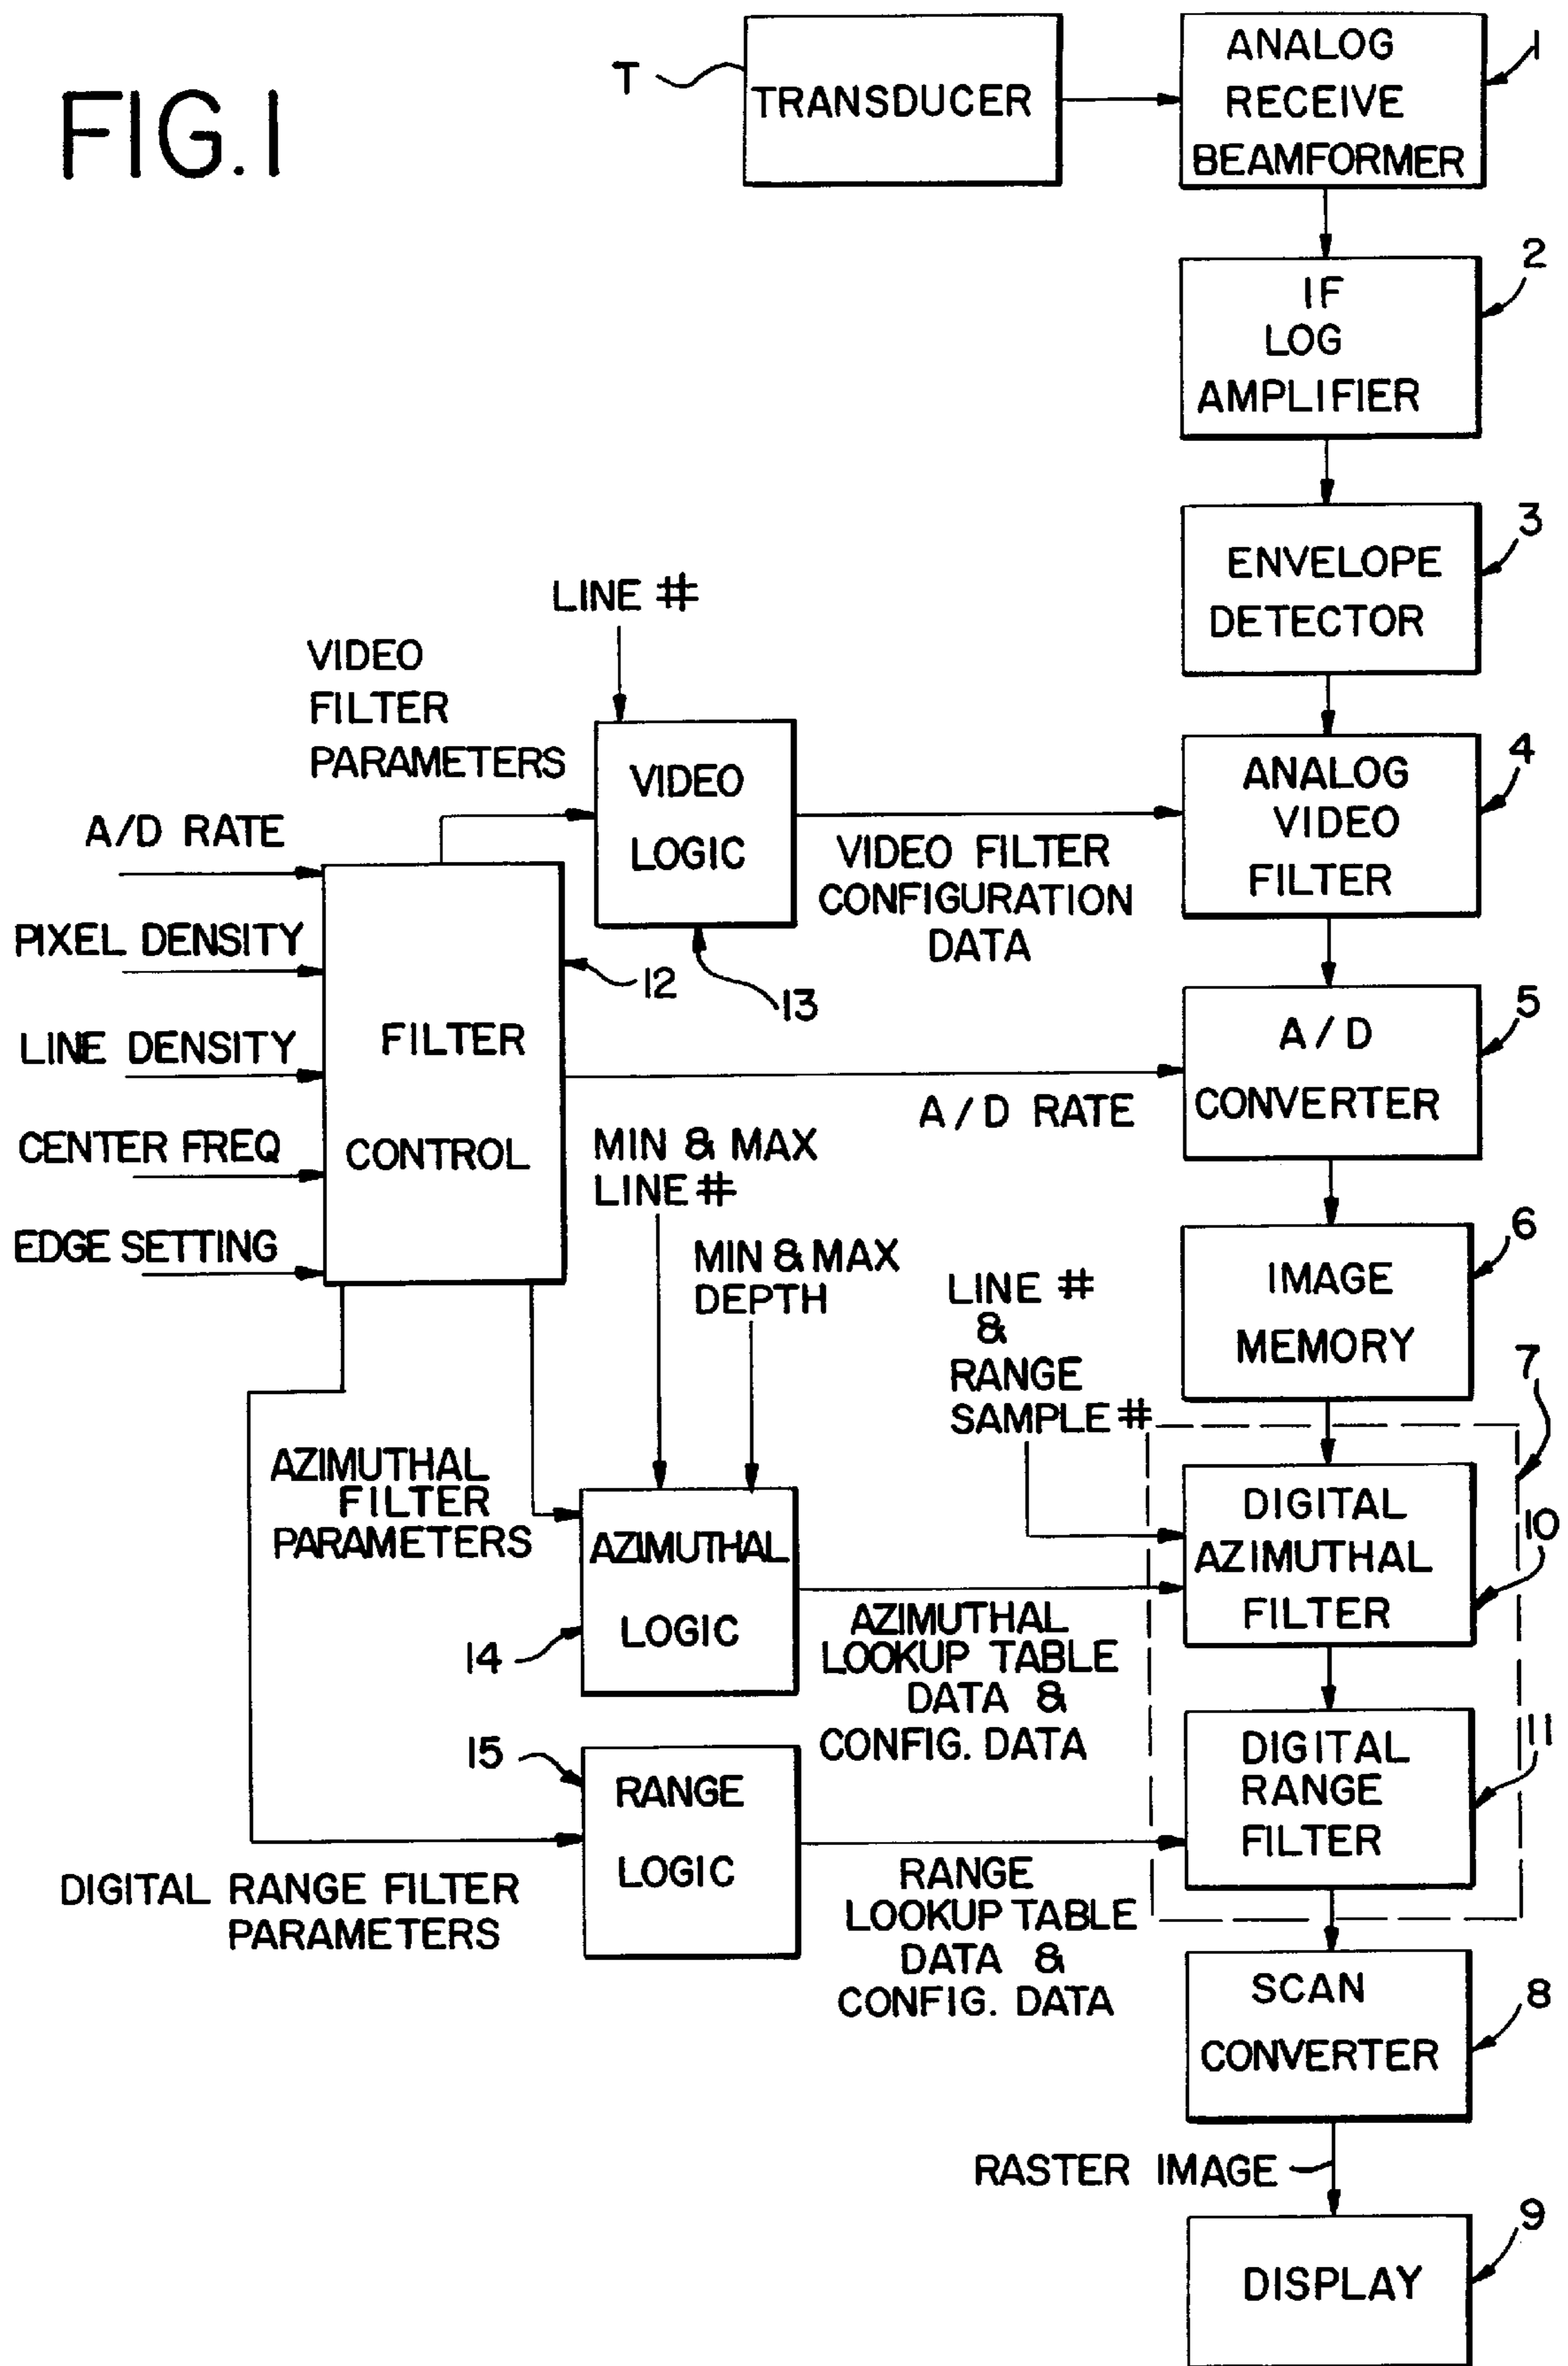 FIG. 1
T
TRANSDUCER
ANALOG
RECEIVE
BEAMFORMER
1
IF
LOG
AMPLIFIER
2
ENVELOPE
DETECTOR
3
LINE #
VIDEO
FILTER
PARAMETERS
VIDEO
LOGIC
13
VIDEO FILTER
CONFIGURATION
DATA
ANALOG
VIDEO
FILTER
4
A/D RATE
PIXEL DENSITY
LINE DENSITY
CENTER FREQ
EDGE SETTING
FILTER
CONTROL
12
A/D RATE
A/D
CONVERTER
5
MIN & MAX
LINE #
MIN & MAX
DEPTH
LINE #
&
RANGE
SAMPLE #
IMAGE
MEMORY
6
7
AZIMUTHAL
FILTER
PARAMETERS
AZIMUTHAL
LOGIC
14
AZIMUTHAL
LOOKUP TABLE
DATA &
CONFIG. DATA
DIGITAL
AZIMUTHAL
FILTER
10
15
RANGE
LOGIC
DIGITAL RANGE FILTER
PARAMETERS
RANGE
LOOKUP TABLE
DATA &
CONFIG. DATA
DIGITAL
RANGE
FILTER
11
SCAN
CONVERTER
8
RASTER IMAGE
DISPLAY
9